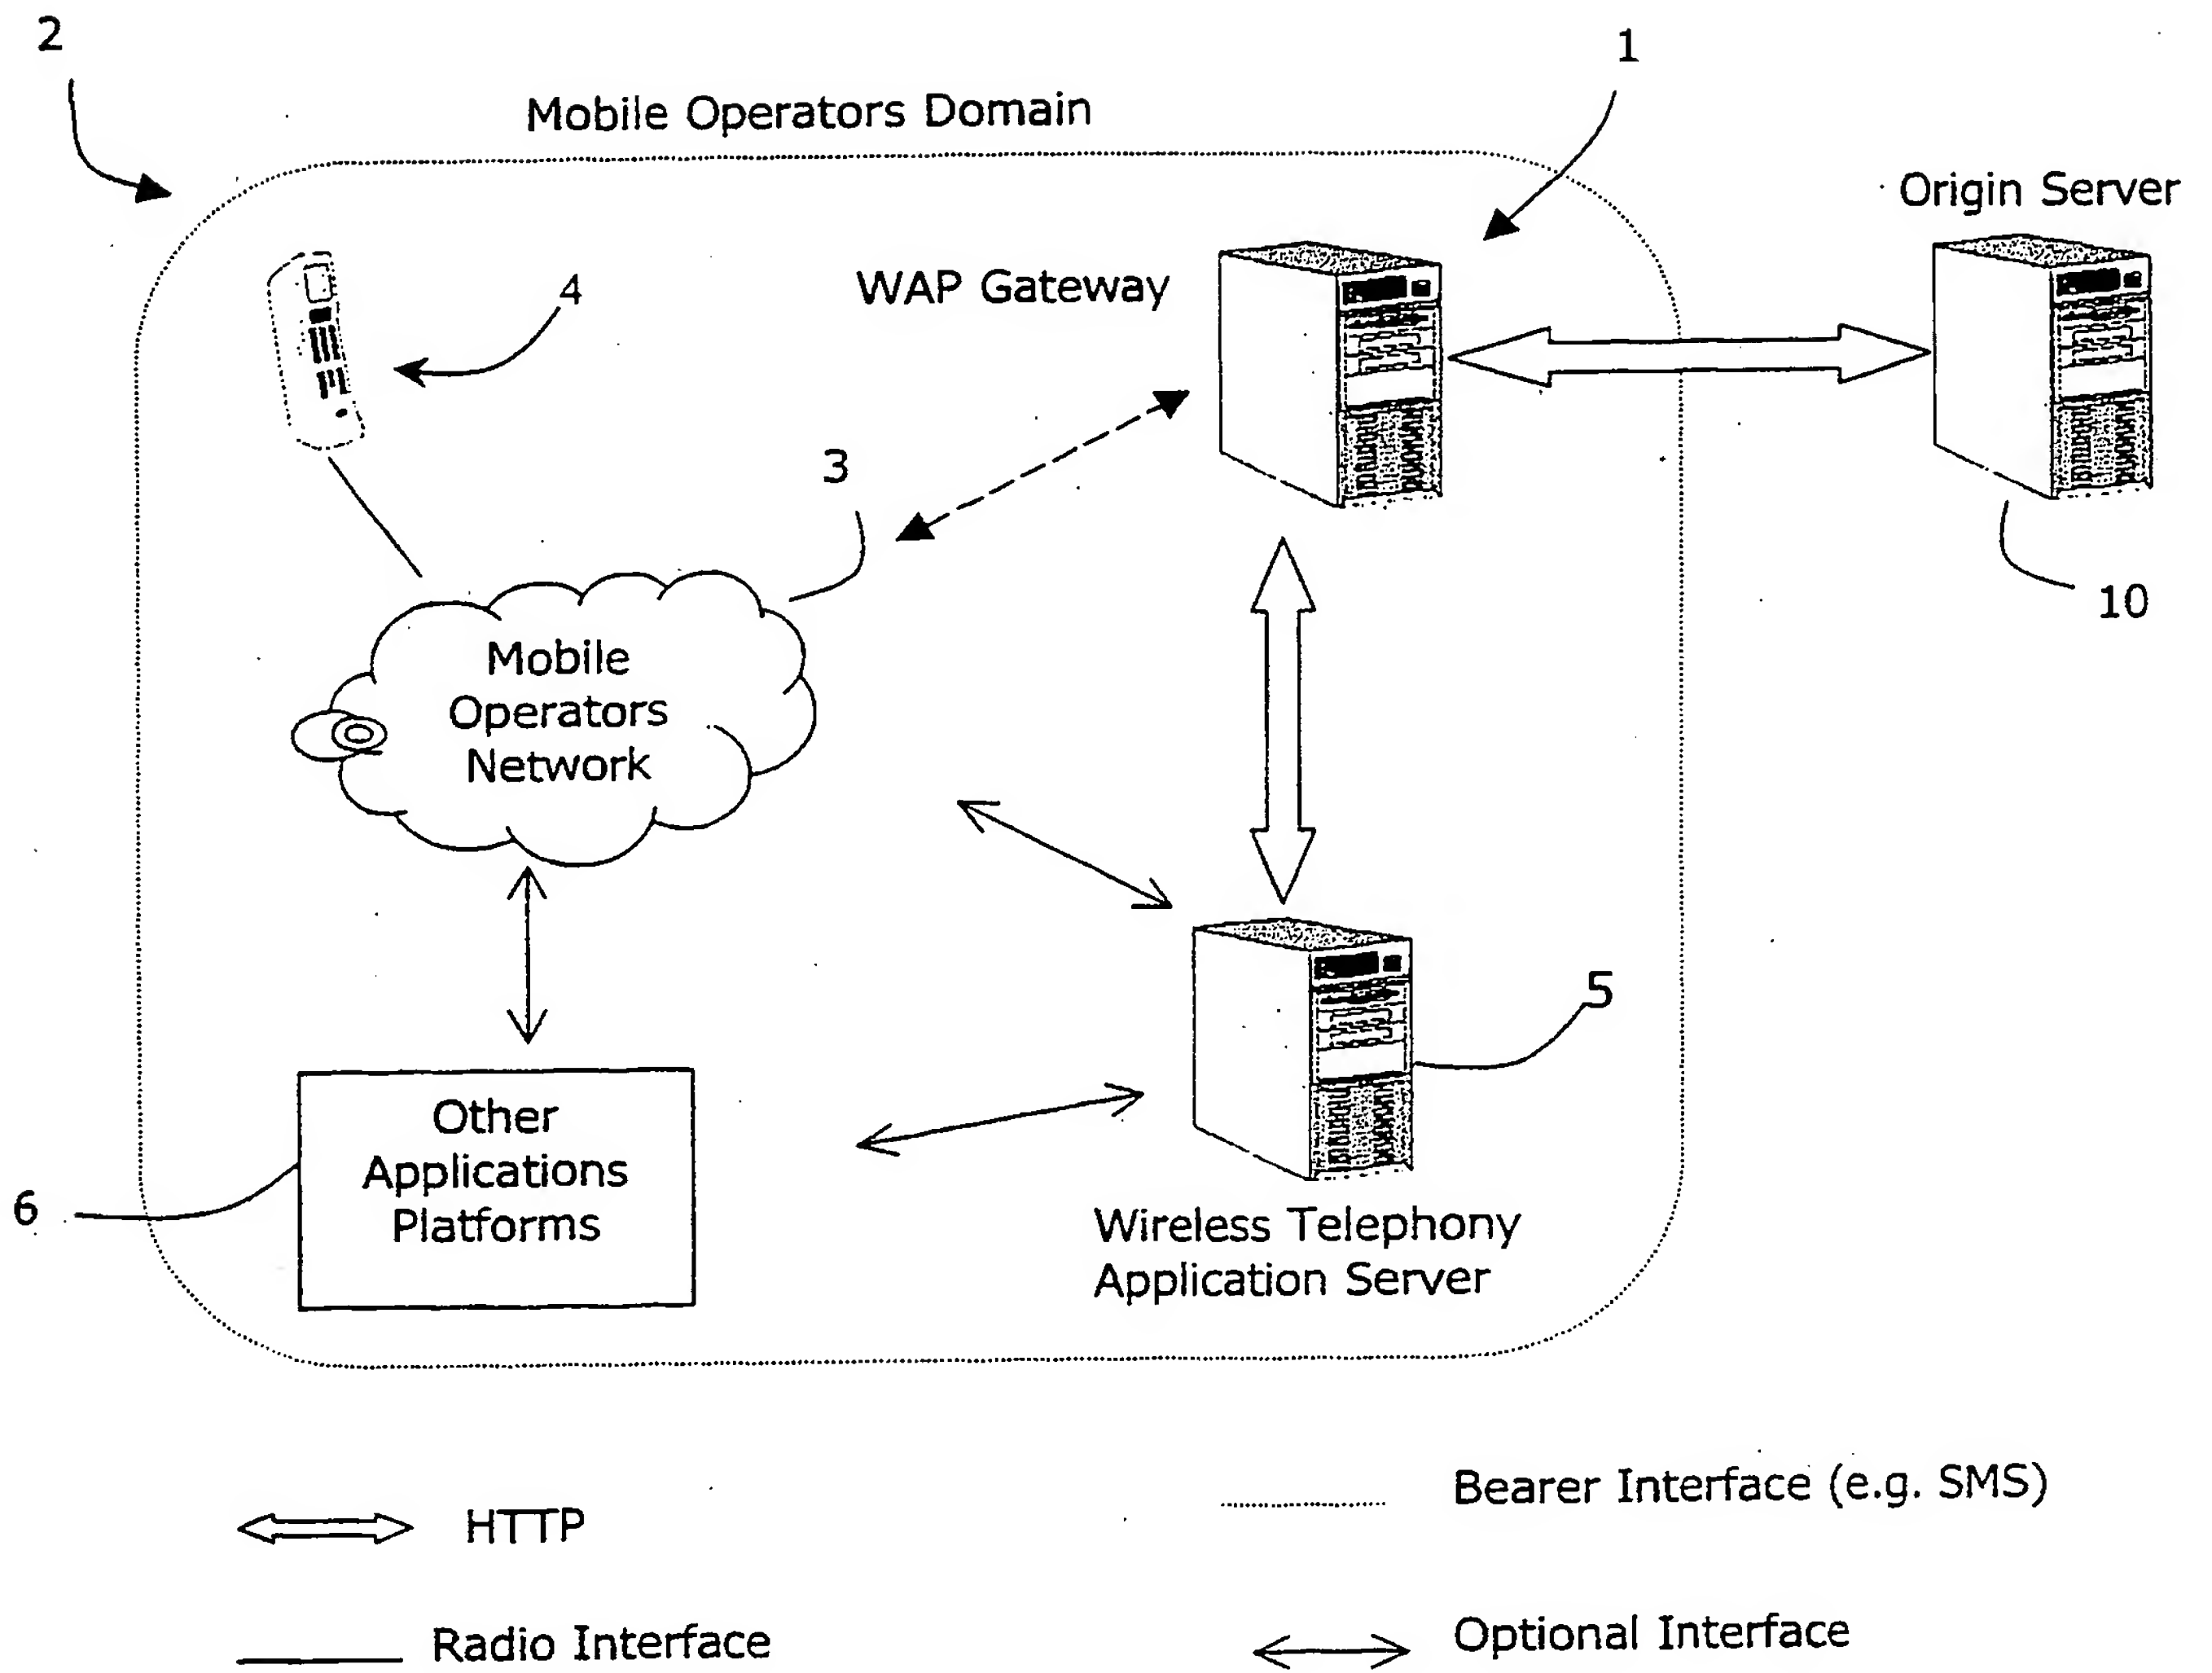 2
1
Mobile Operators Domain
Origin Server
WAP Gateway
4
3
10
Mobile
Operators
Network
5
Other
Applications
Platforms
6
Wireless Telephony
Application Server
Bearer Interface (e.g. SMS)
HTTP
Radio Interface
Optional Interface